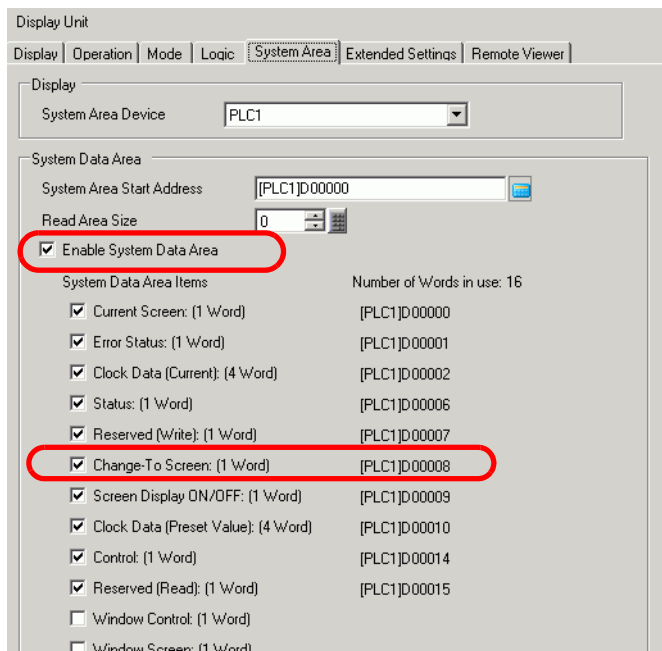 Display Unit
Display Operation Mode Logic System Area Extended Settings Remote Viewer
Display
System Area Device PLC1
System Data Area
System Area Start Address [PLC1]D00000
Read Area Size 0
Enable System Data Area
System Data Area Items Number of Words in use: 16
Current Screen: (1 Word) [PLC1]D00000
Error Status: (1 Word) [PLC1]D00001
Clock Data (Current): (4 Word) [PLC1]D00002
Status: (1 Word) [PLC1]D00006
Reserved (Write): (1 Word) [PLC1]D00007
Change-To Screen: (1 Word) [PLC1]D00008
Screen Display ON/OFF: (1 Word) [PLC1]D00009
Clock Data (Preset Value): (4 Word) [PLC1]D00010
Control: (1 Word) [PLC1]D00014
Reserved (Read): (1 Word) [PLC1]D00015
Window Control: (1 Word)
Window Screen: (1 Word)